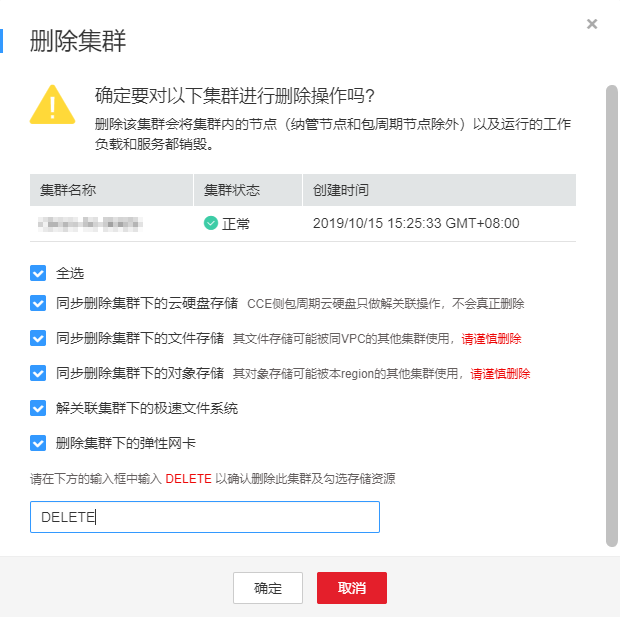 删除集群
确定要对以下集群进行删除操作吗?
删除该集群会将集群内的节点（纳管节点和包周期节点除外）以及运行的工作
负载和服务都销毁。
集群名称 集群状态 创建时间
正常 2019/10/15 15:25:33 GMT+08:00
全选
同步删除集群下的云硬盘存储 CCE侧包周期云硬盘只做解关联操作，不会真正删除
同步删除集群下的文件存储 其文件存储可能被同VPC的其他集群使用，请谨慎删除
同步删除集群下的对象存储 其对象存储可能被本region的其他集群使用，请谨慎删除
解关联集群下的极速文件系统
删除集群下的弹性网卡
请在下方的输入框中输入 DELETE 以确认删除此集群及勾选存储资源
DELETE
确定 取消